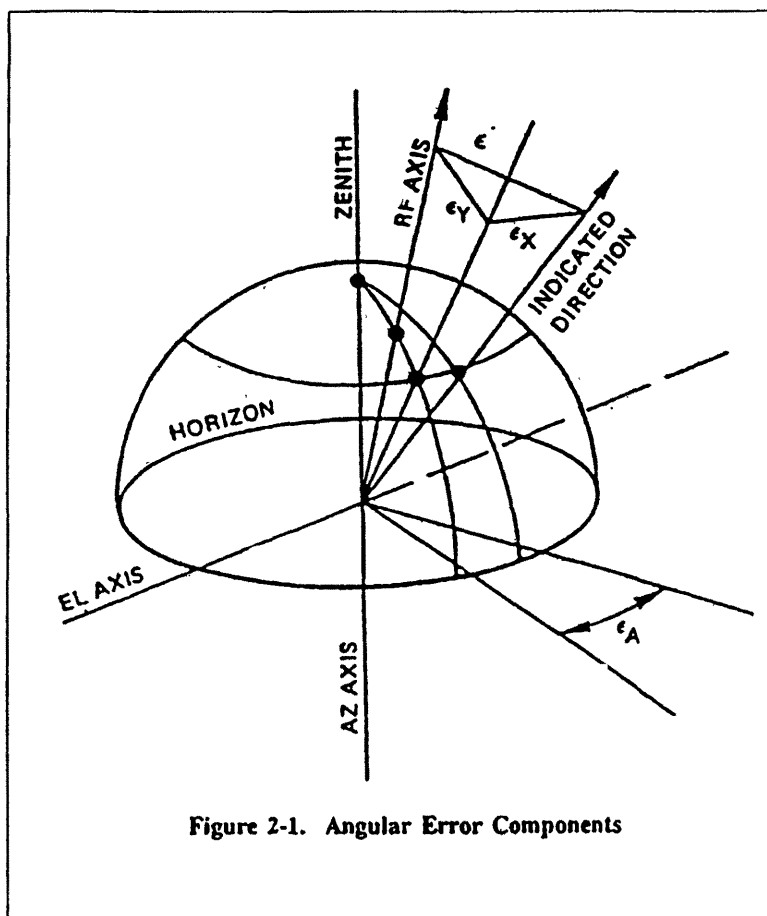 ZENITH
RF AXIS
ϵ
ϵY
ϵX
INDICATED
DIRECTION
HORIZON
EL AXIS
ϵA
AZ AXIS
Figure 2-1. Angular Error Components